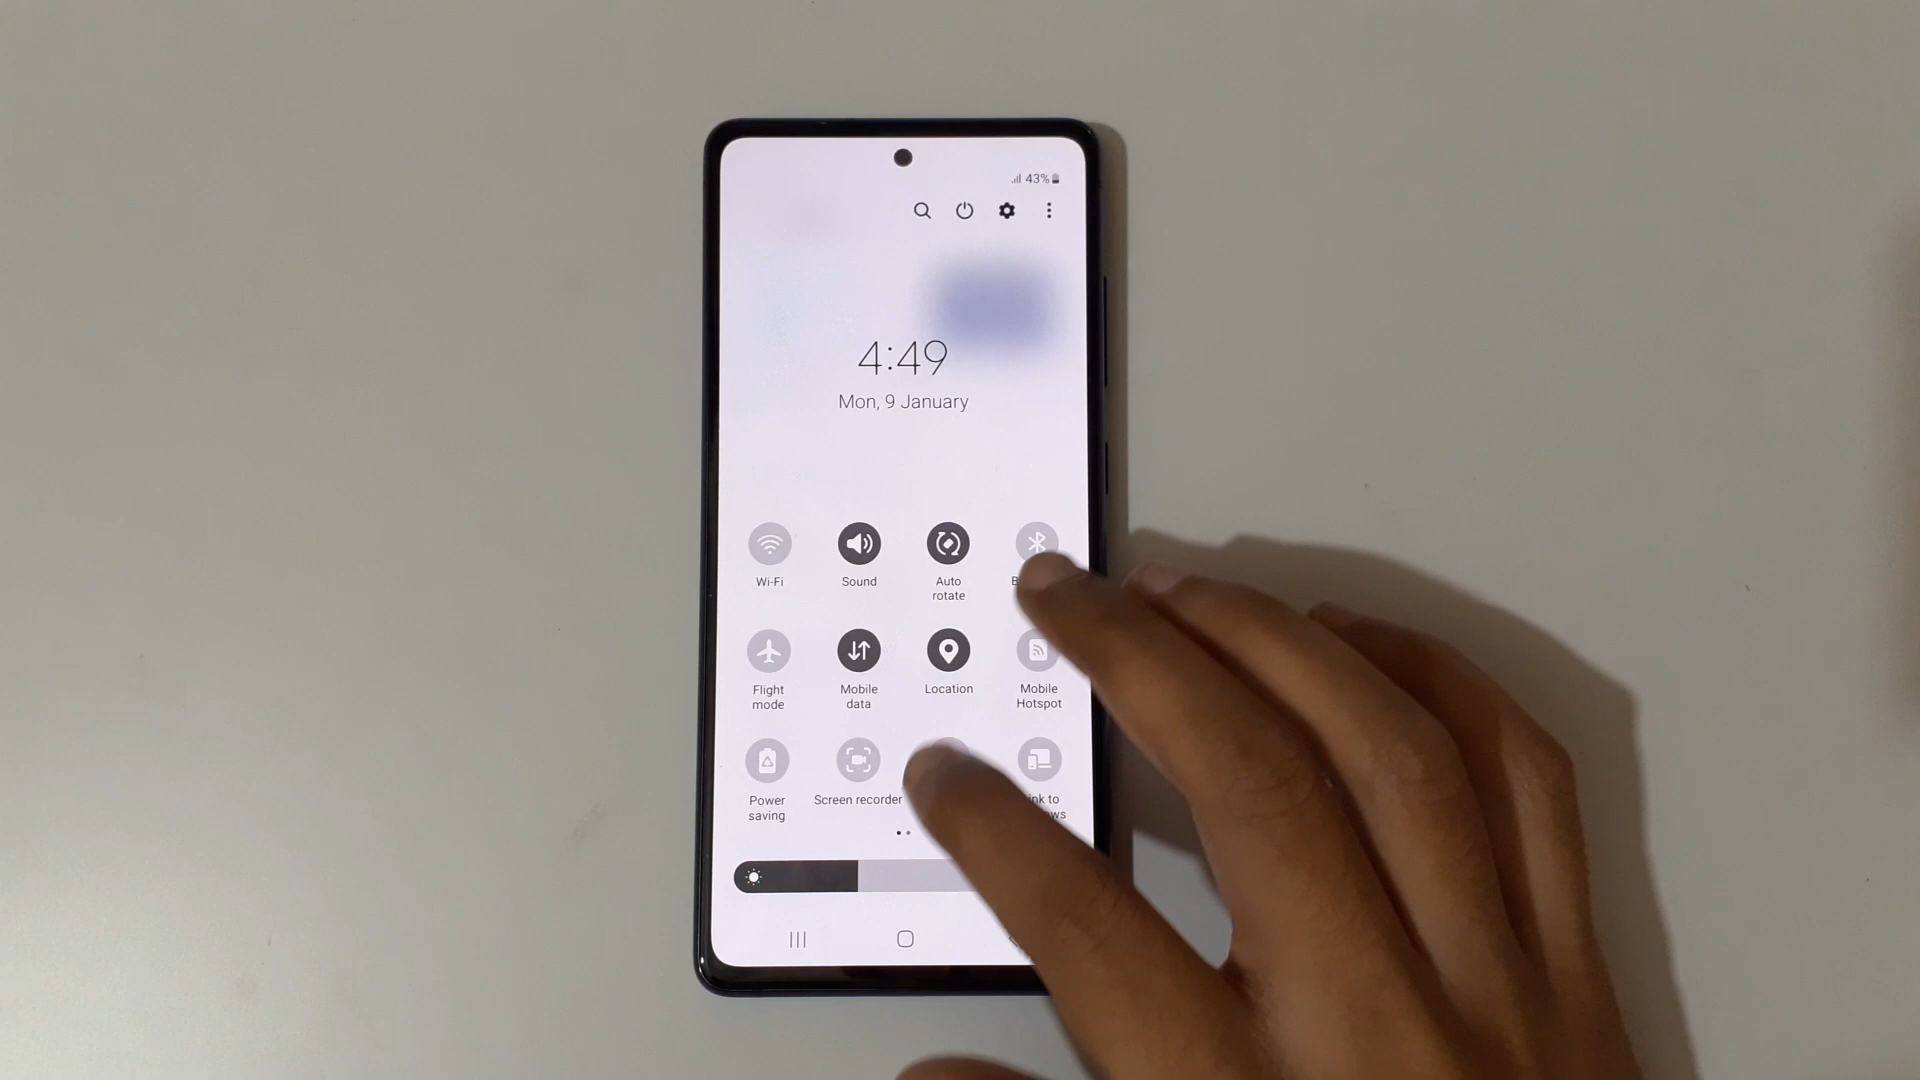 43%
4:49
Mon, 9 January
Wi-Fi
Sound
Auto
rotate
Flight
mode
Mobile
data
Location
Mobile
Hotspot
Power
saving
Screen recorder
to